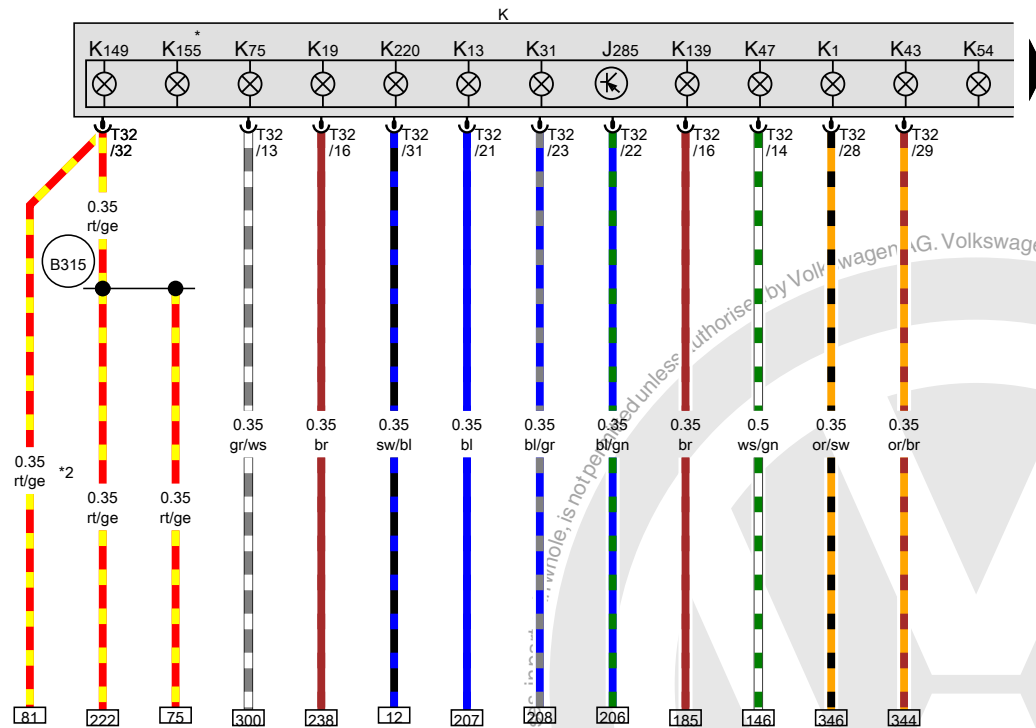 K
K149 K155 * K75 K19 K220 K13 K31 J285 K139 K47 K1 K43 K54
T32 T32 T32 T32 T32 T32 T32 T32 T32 T32 T32
/32 /13 /16 /31 /21 /23 /22 /16 /14 /28 /29
0.35
rt/ge
B315
0.35 0.35 0.35 0.35 0.35 0.35 0.35 0.5 0.35 0.35
gr/ws br sw/bl bl bl/gr bl/gn br ws/gn or/sw or/br
0.35 *2
rt/ge
0.35 0.35
rt/ge rt/ge
81 222 75 300 238 12 207 208 206 185 146 346 344
in whole, is not permitted unless authorised by Volkswagen AG. Volkswagen